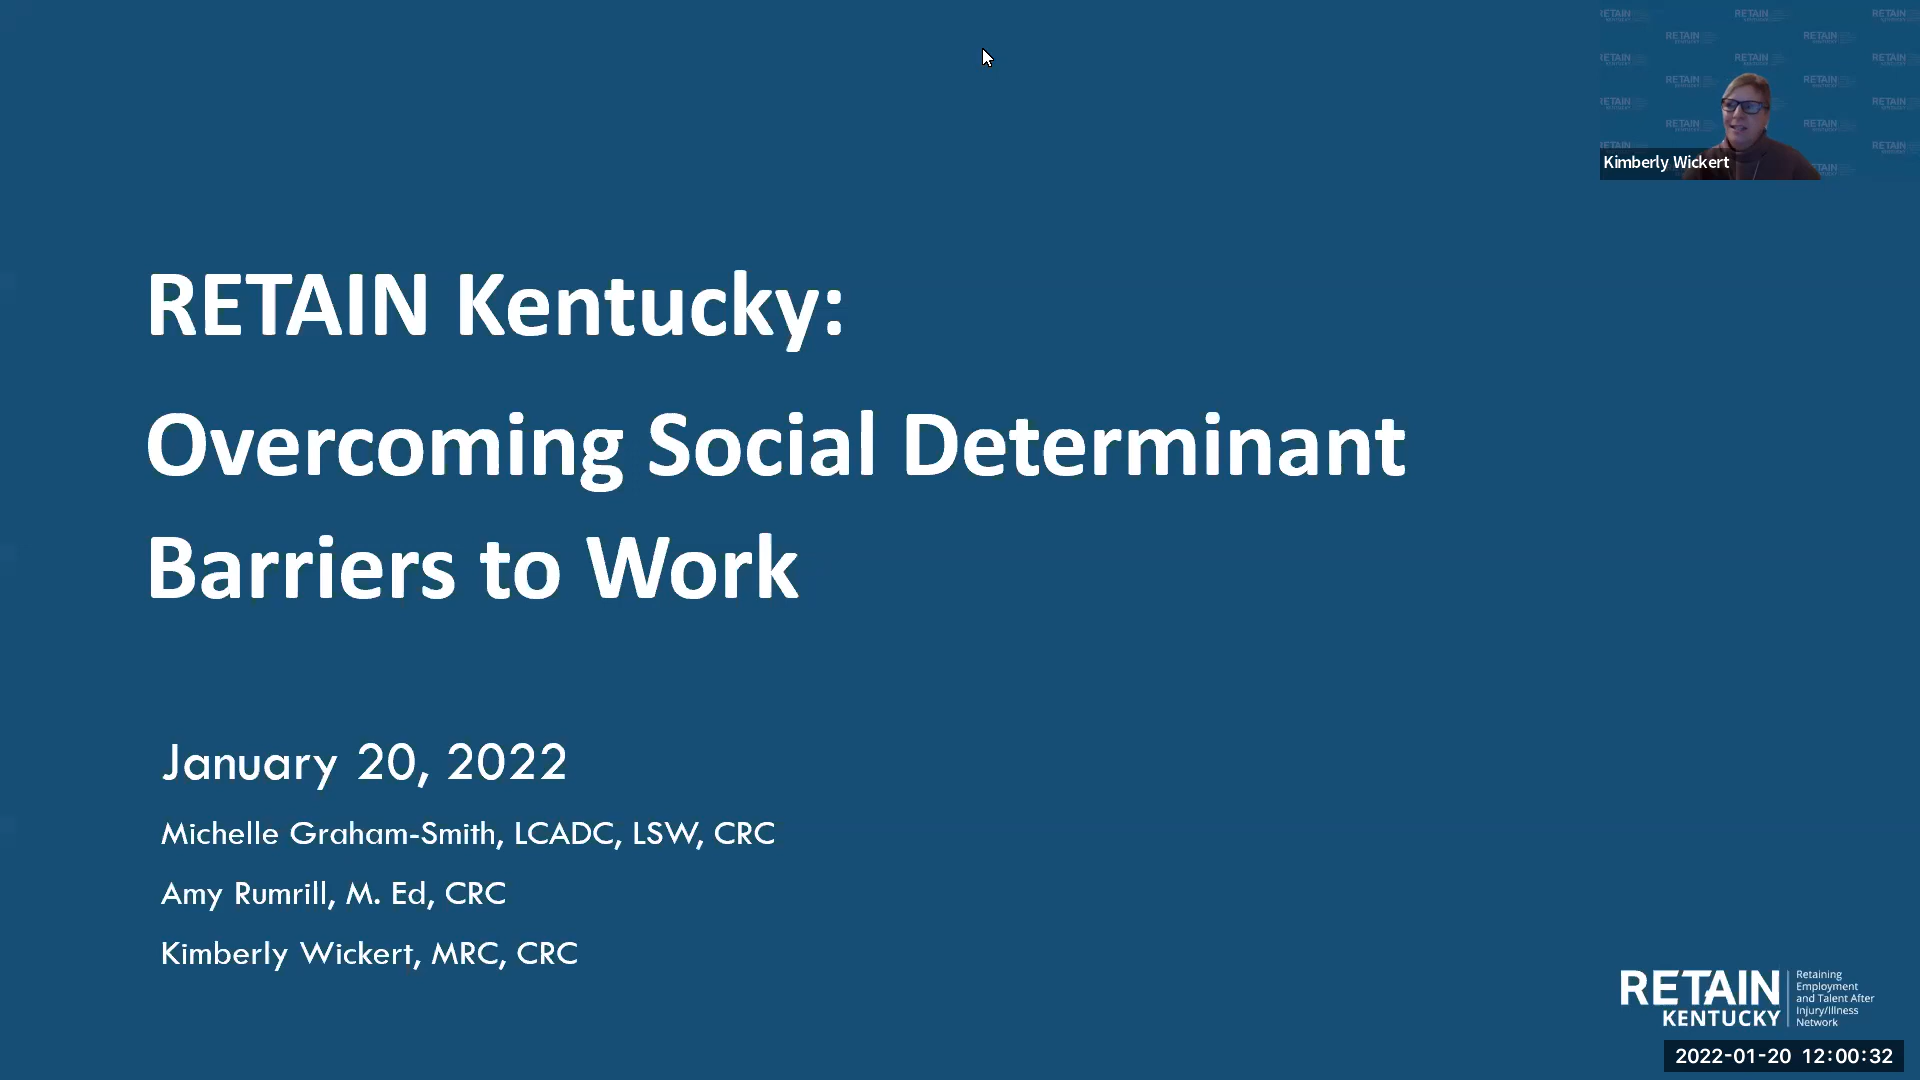 Kimberly Wickert
RETAIN Kentucky:
Overcoming Social Determinant
Barriers to Work
January 20, 2022
Michelle Graham-Smith, LCADC, LSW, CRC
Amy Rumrill, M. Ed, CRC
Kimberly Wickert, MRC, CRC
RETAIN
KENTUCKY
Retaining
Employment
and Talent After
Injury/Illness
Network
2022-01-20 12:00:32